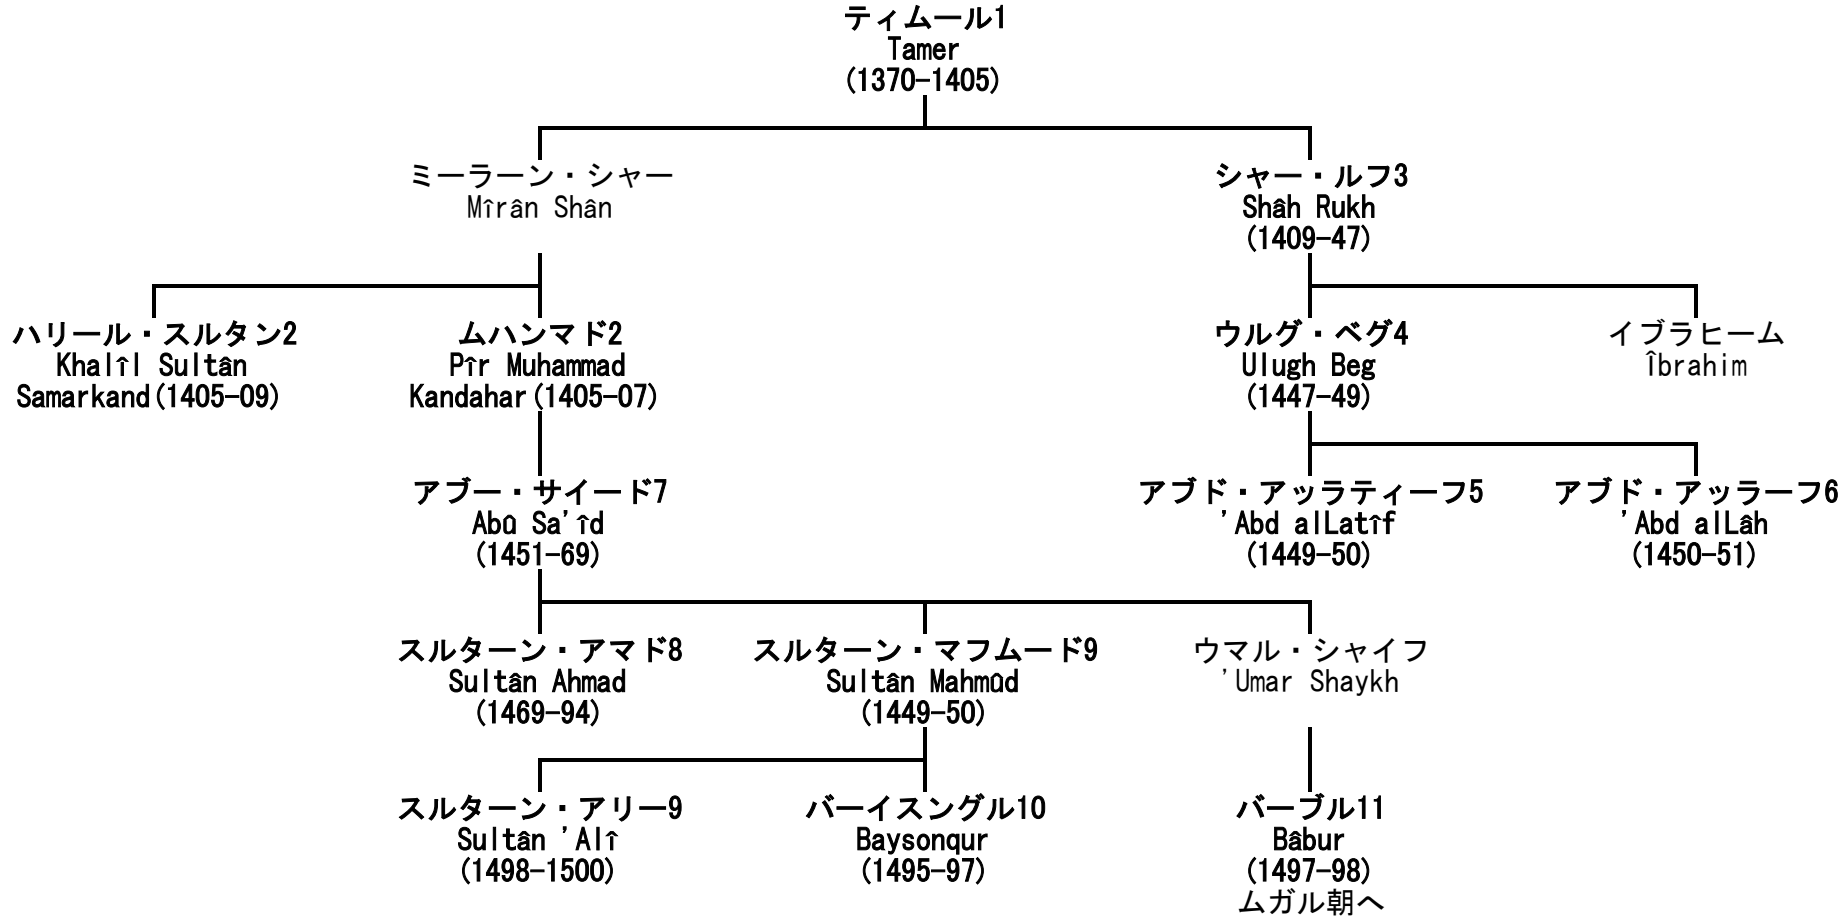 ティムール1
Tamer
(1370-1405)
ミーラーン・シャー
Mîrân Shân
シャー・ルフ3
Shâh Rukh
(1409-47)
ハリール・スルタン2
Khalîl Sultân
Samarkand(1405-09)
ムハンマド2
Pîr Muhammad
Kandahar(1405-07)
ウルグ・ベグ4
Ulugh Beg
(1447-49)
イブラヒーム
Îbrahim
アブー・サイード7
Abû Sa'îd
(1451-69)
アブド・アッラティーフ5
'Abd alLatîf
(1449-50)
アブド・アッラーフ6
'Abd alLâh
(1450-51)
スルターン・アマド8
Sultân Ahmad
(1469-94)
スルターン・マフムード9
Sultân Mahmûd
(1449-50)
ウマル・シャイフ
'Umar Shaykh
スルターン・アリー9
Sultân 'Alî
(1498-1500)
バーイスングル10
Baysonqur
(1495-97)
バーブル11
Bâbur
(1497-98)
ムガル朝へ